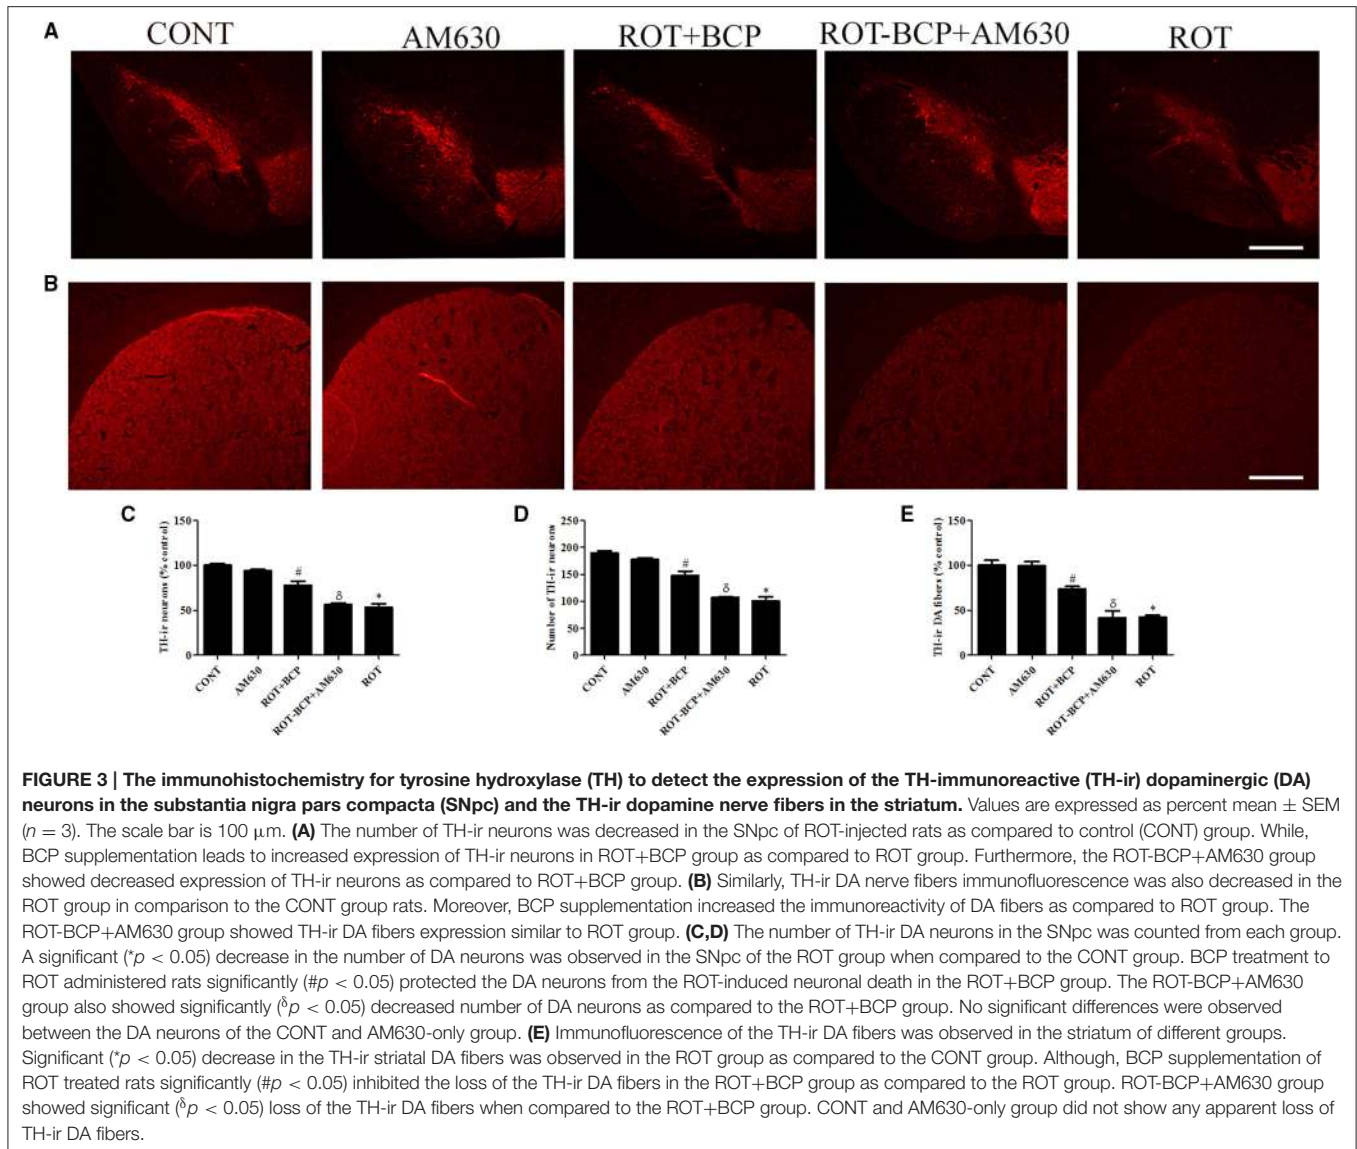 A
CONT
AM630
ROT+BCP
ROT-BCP+AM630
ROT
B
C
TH-ir neurons (% control)
150
100
50
0
#
δ
*
CONT
AM630
ROT+BCP
ROT-BCP+AM630
ROT
D
Number of TH-ir neurons
250
200
150
100
50
0
#
δ
*
CONT
AM630
ROT+BCP
ROT-BCP+AM630
ROT
E
TH-ir DA fibers (% control)
150
100
50
0
#
δ
*
CONT
AM630
ROT+BCP
ROT-BCP+AM630
ROT
FIGURE 3 | The immunohistochemistry for tyrosine hydroxylase (TH) to detect the expression of the TH-immunoreactive (TH-ir) dopaminergic (DA)
neurons in the substantia nigra pars compacta (SNpc) and the TH-ir dopamine nerve fibers in the striatum. Values are expressed as percent mean ± SEM
(n = 3). The scale bar is 100 μm. (A) The number of TH-ir neurons was decreased in the SNpc of ROT-injected rats as compared to control (CONT) group. While,
BCP supplementation leads to increased expression of TH-ir neurons in ROT+BCP group as compared to ROT group. Furthermore, the ROT-BCP+AM630 group
showed decreased expression of TH-ir neurons as compared to ROT+BCP group. (B) Similarly, TH-ir DA nerve fibers immunofluorescence was also decreased in the
ROT group in comparison to the CONT group rats. Moreover, BCP supplementation increased the immunoreactivity of DA fibers as compared to ROT group. The
ROT-BCP+AM630 group showed TH-ir DA fibers expression similar to ROT group. (C,D) The number of TH-ir DA neurons in the SNpc was counted from each group.
A significant (*p < 0.05) decrease in the number of DA neurons was observed in the SNpc of the ROT group when compared to the CONT group. BCP treatment to
ROT administered rats significantly (#p < 0.05) protected the DA neurons from the ROT-induced neuronal death in the ROT+BCP group. The ROT-BCP+AM630
group also showed significantly (δp < 0.05) decreased number of DA neurons as compared to the ROT+BCP group. No significant differences were observed
between the DA neurons of the CONT and AM630-only group. (E) Immunofluorescence of the TH-ir DA fibers was observed in the striatum of different groups.
Significant (*p < 0.05) decrease in the TH-ir striatal DA fibers was observed in the ROT group as compared to the CONT group. Although, BCP supplementation of
ROT treated rats significantly (#p < 0.05) inhibited the loss of the TH-ir DA fibers in the ROT+BCP group as compared to the ROT group. ROT-BCP+AM630 group
showed significant (δp < 0.05) loss of the TH-ir DA fibers when compared to the ROT+BCP group. CONT and AM630-only group did not show any apparent loss of
TH-ir DA fibers.